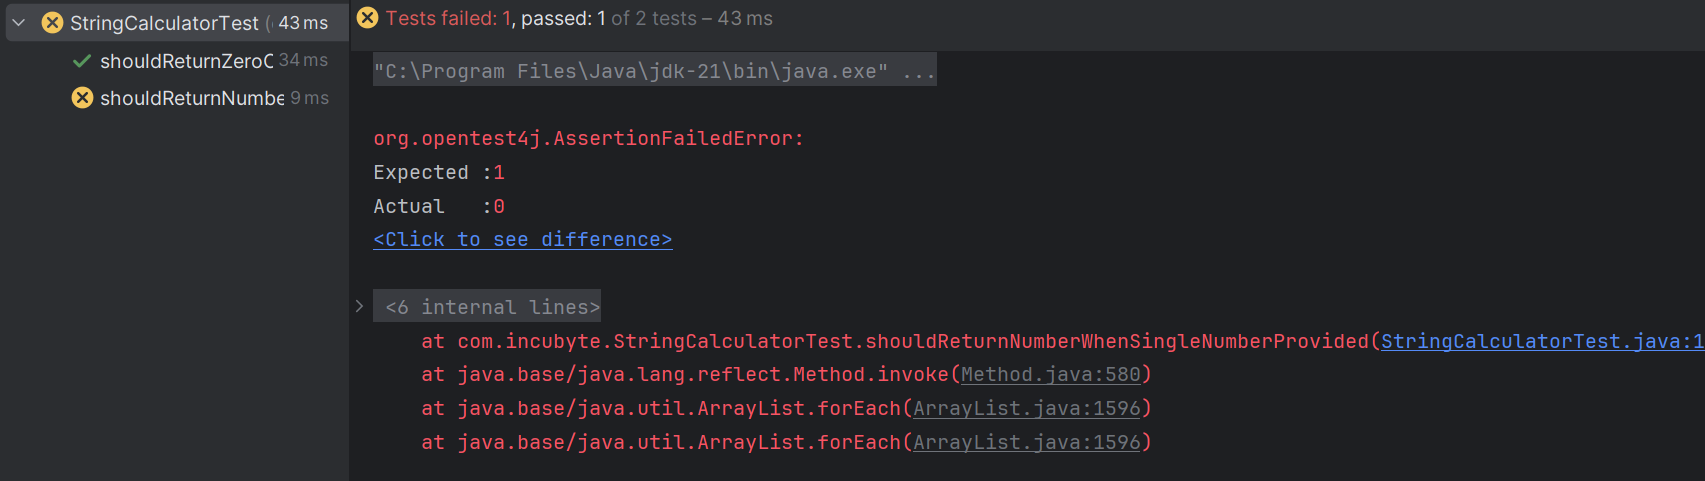 StringCalculatorTest ( 43 ms
shouldReturnZero 34 ms
shouldReturnNumbe 9 ms
Tests failed: 1, passed: 1 of 2 tests – 43 ms
"C:\Program Files\Java\jdk-21\bin\java.exe" ...
org.opentest4j.AssertionFailedError:
Expected :1
Actual   :0
<Click to see difference>
<6 internal lines>
at com.incubyte.StringCalculatorTest.shouldReturnNumberWhenSingleNumberProvided(StringCalculatorTest.java:1
at java.base/java.lang.reflect.Method.invoke(Method.java:580)
at java.base/java.util.ArrayList.forEach(ArrayList.java:1596)
at java.base/java.util.ArrayList.forEach(ArrayList.java:1596)